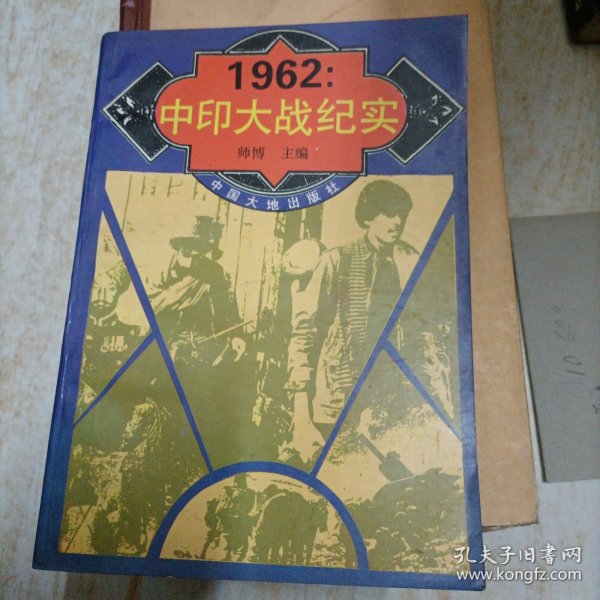 1962:
中印大战纪实
师博 主编
中国大地出版社
孔夫子旧书网
www.kongfz.com